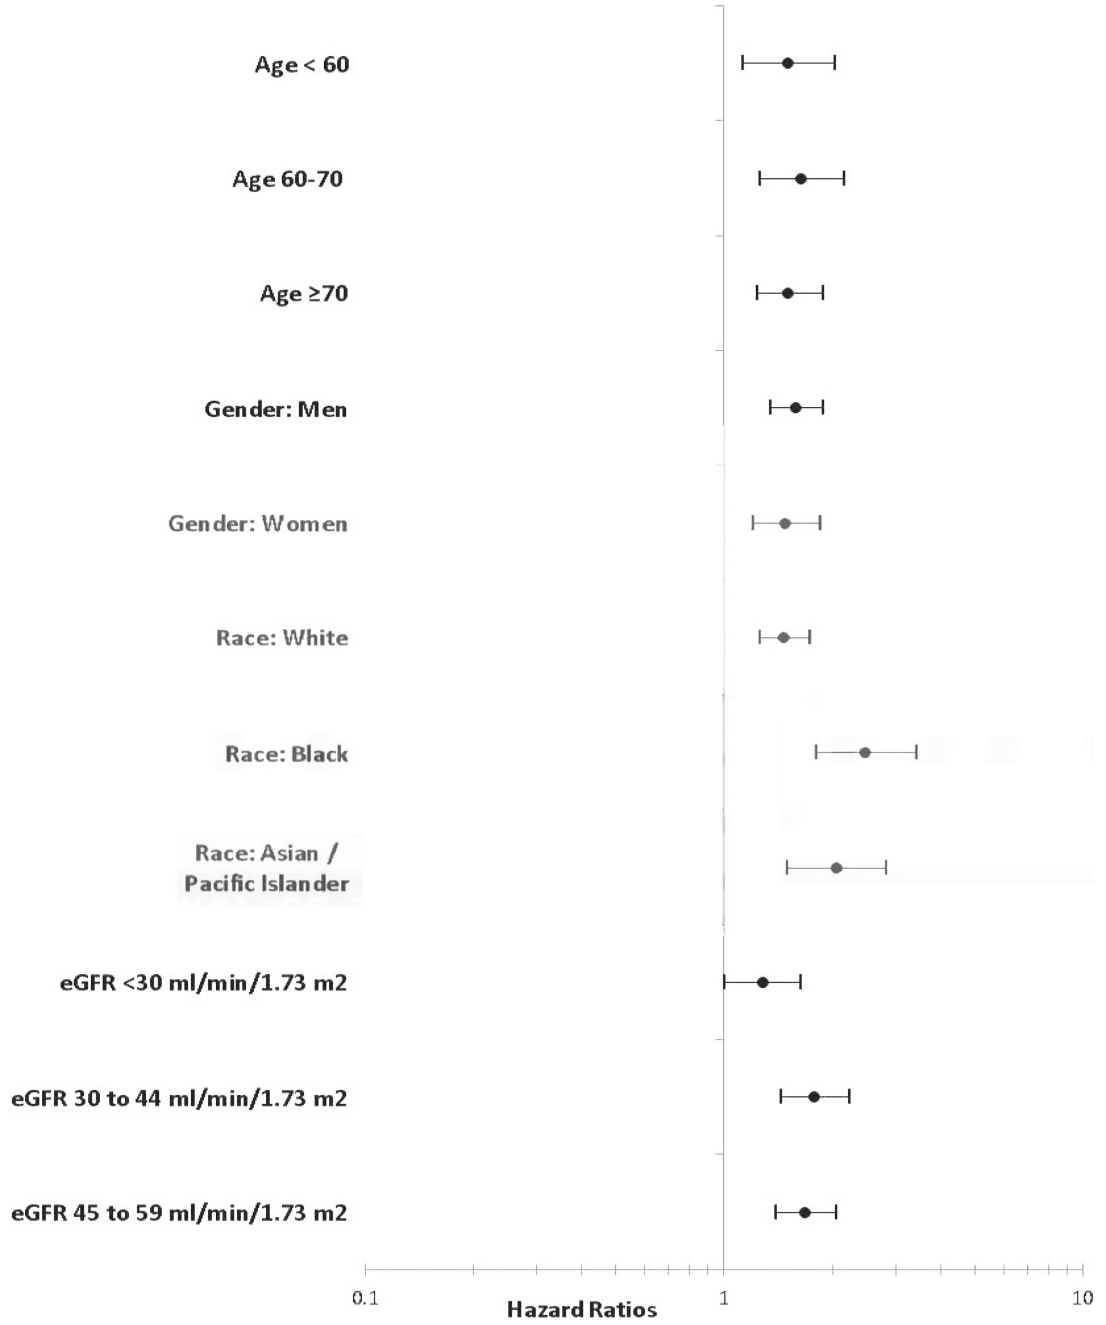 Age < 60
Age 60-70
Age ≥70
Gender: Men
Gender: Women
Race: White
Race: Black
Race: Asian /
Pacific Islander
eGFR <30 ml/min/1.73 m2
eGFR 30 to 44 ml/min/1.73 m2
eGFR 45 to 59 ml/min/1.73 m2
0.1 1 10
Hazard Ratios